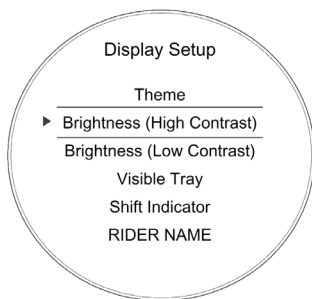 Display Setup
Theme
Brightness (High Contrast)
Brightness (Low Contrast)
Visible Tray
Shift Indicator
RIDER NAME